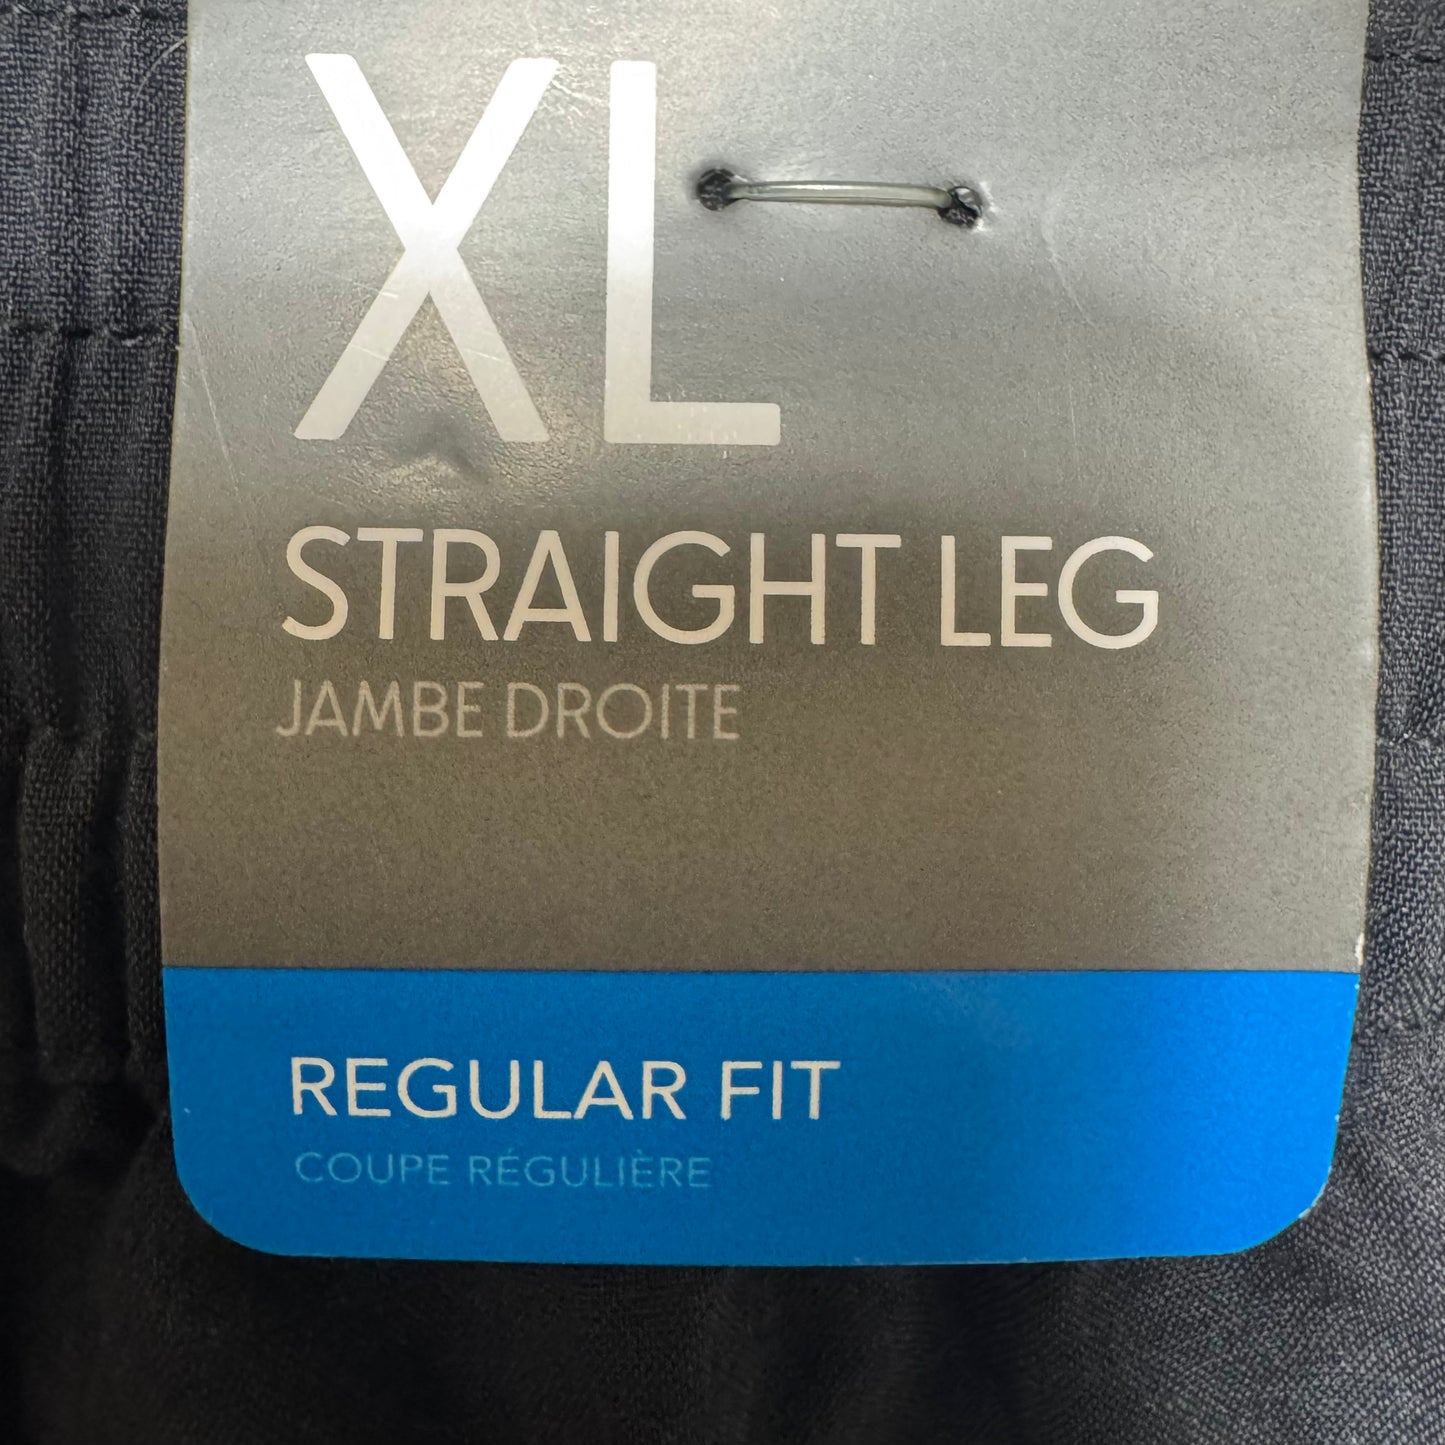 XL
STRAIGHT LEG
JAMBE DROITE
REGULAR FIT
COUPE RÉGULIÈRE